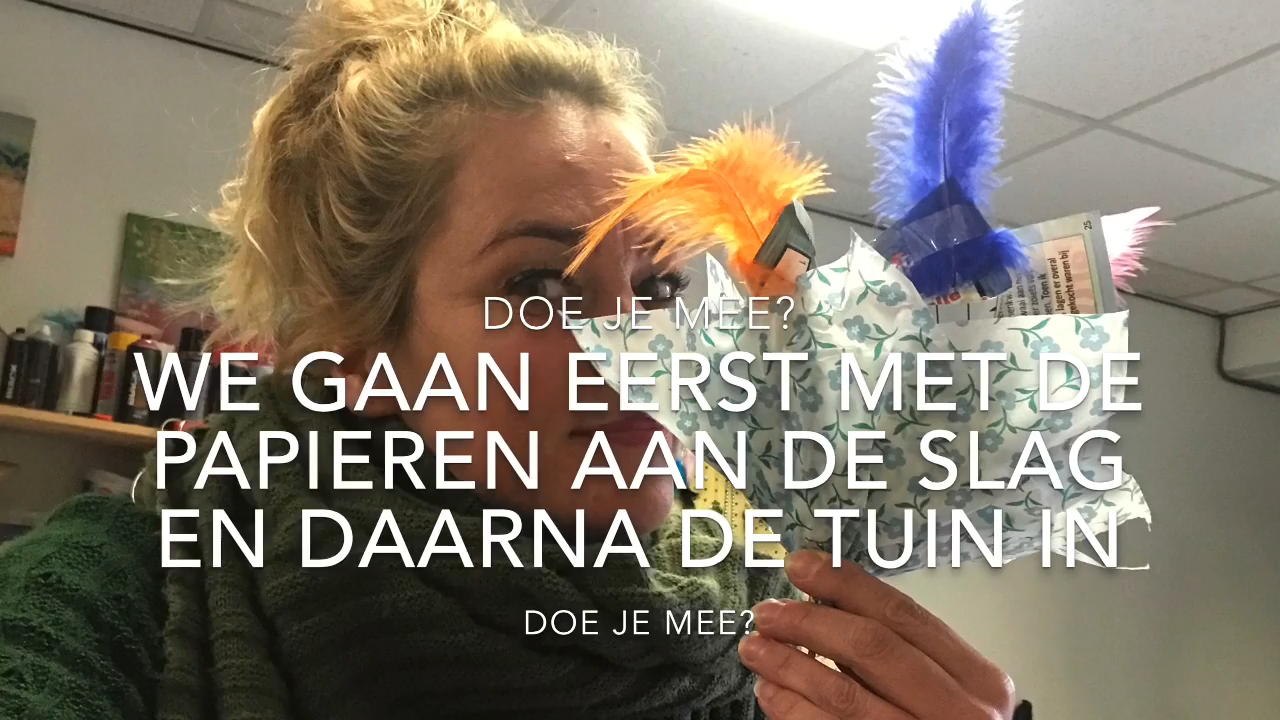 DOE JE MEE?
WE GAAN EERST MET DE
PAPIEREN AAN DE SLAG
EN DAARNA DE TUIN IN
DOE JE MEE?
25